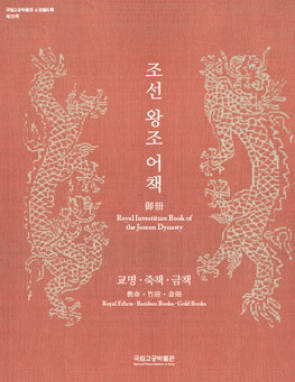 국립고궁박물관 소장품도록
조선 왕조 어책
御冊
Royal Investiture Book of
the Joseon Dynasty
교명·죽책·금책
敎命·竹冊·金冊
Royal Edicts·Bamboo Books·Gold Books
국립고궁박물관